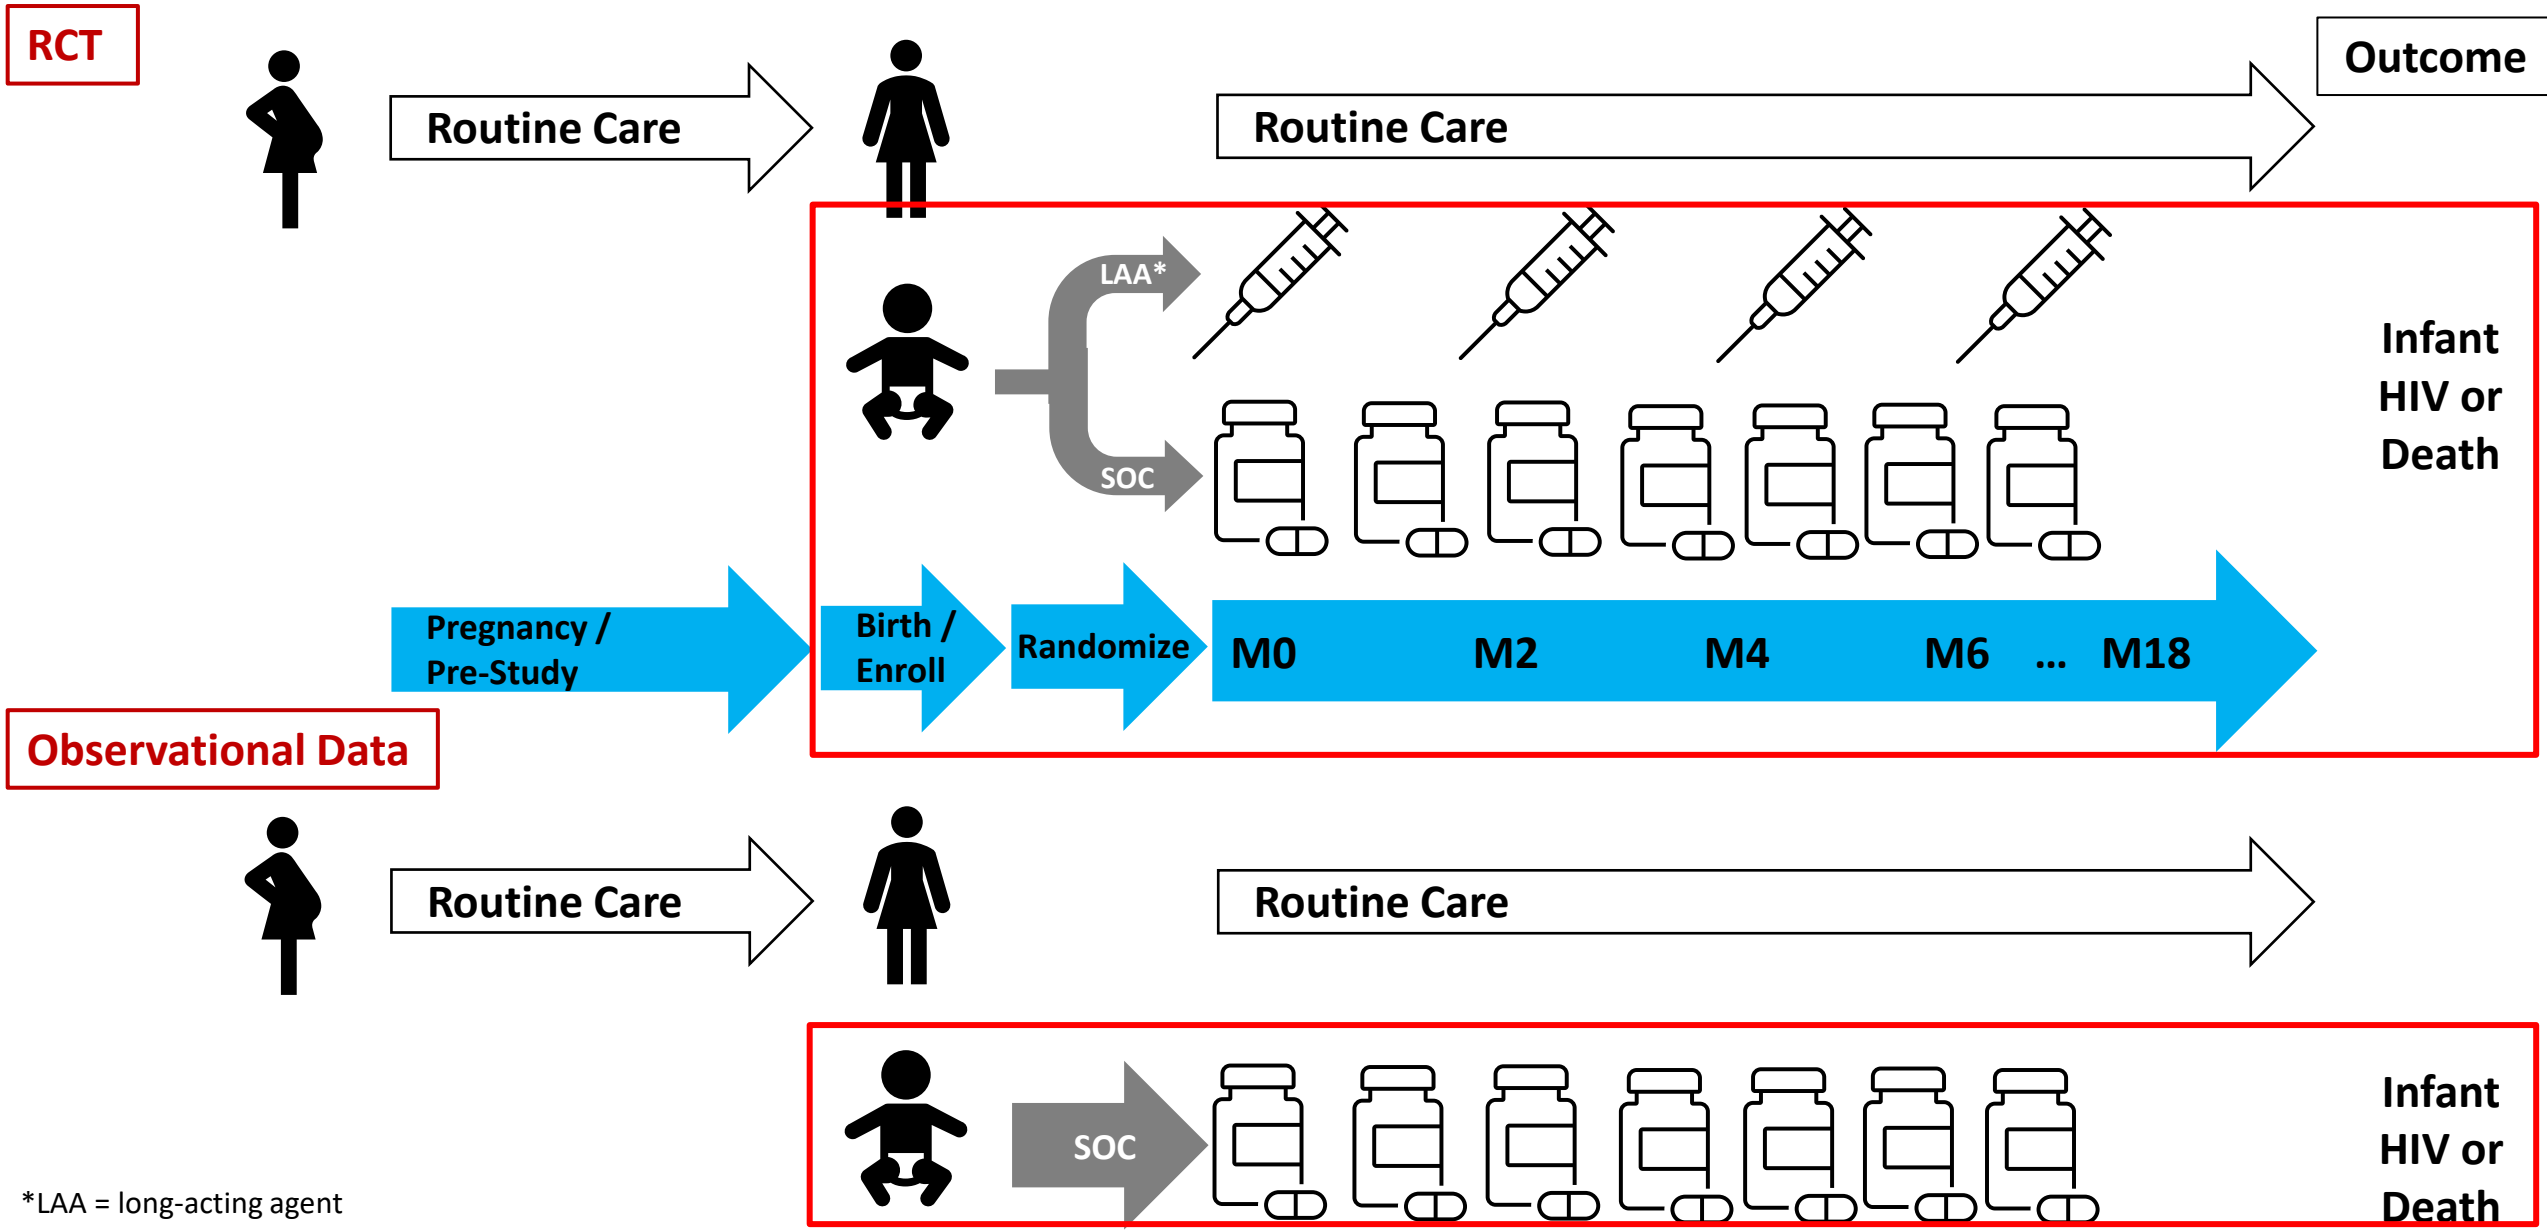 RCT
Outcome
Routine Care
Routine Care
LAA*
SOC
Infant
HIV or
Death
Pregnancy /
Pre-Study
Birth /
Enroll
Randomize
M0 M2 M4 M6 ... M18
Observational Data
Routine Care
Routine Care
SOC
Infant
HIV or
Death
*LAA = long-acting agent